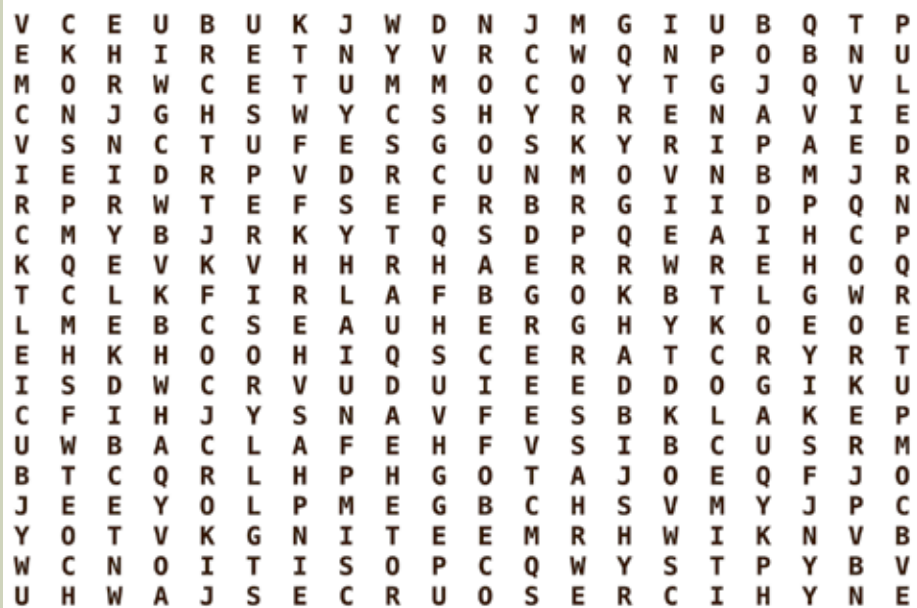 V C E U B U K J W D N J M G I U B Q T P
E K H I R E T N Y V R C W Q N P O B N U
M O R W C E T U M M O C O Y T G J Q V L
C N J G H S W Y C S H Y R R E N A V I E
V S N C T U F E S G O S K Y R I P A E D
I E I D R P V D R C U N M O V N B M J R
R P R W T E F S E F R B R G I I D P Q N
C M Y B J R K Y T Q S D P Q E A I H C P
K Q E V K V H H R H A E R R W R E H O Q
T C L K F I R L A F B G O K B T L G W R
L M E B C S E A U H E R G H Y K O E O E
E H K H O O H I Q S C E R A T C R Y R T
I S D W C R V U D U I E E D D O G I K U
C F I H J Y S N A V F E S B K L A K E P
U W B A C L A F E H F V S I B C U S R M
B T C Q R L H P H G O T A J O E Q F J O
J E E Y O L P M E G B C H S V M Y J P C
Y O T V K G N I T E E M R H W I K N V B
W C N O I T I S O P C Q W Y S T P Y B V
U H W A J S E C R U O S E R C I H Y N E